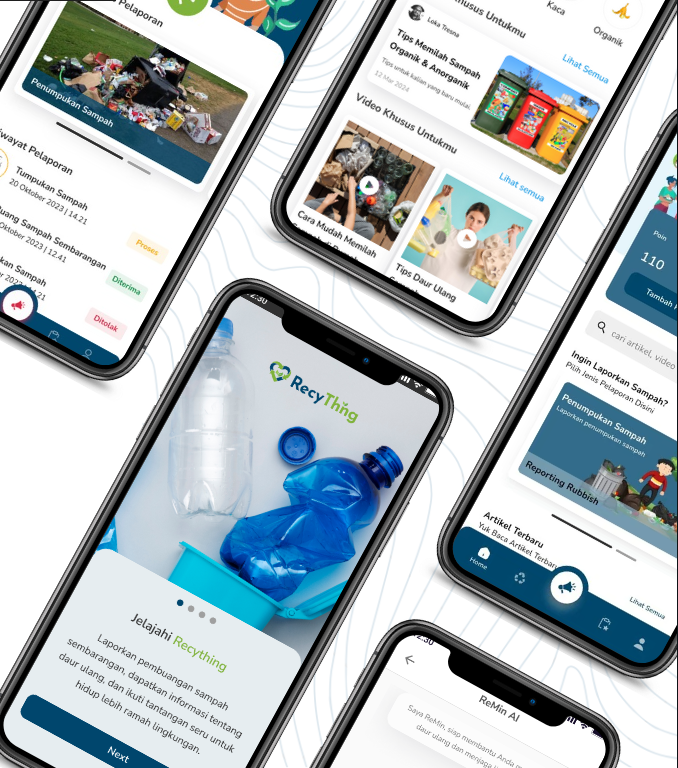 Pelaporan
Penumpukan Sampah
Pelaporan
Tumpukan Sampah
20 Oktober 2023 | 14.21
Proses
Sampah Sembarangan
2023 | 12.41
Diterima
Sampah
2023 | 14.21
Ditolak
Kaca
Organik
Khusus Untukmu
Lihat Semua
Loka Tresna
Tips Memilah Sampah
Organik & Anorganik
Tips untuk kalian yang baru mulai
12 Mar 2024
Video Khusus Untukmu
Lihat semua
Cara Mudah Memilah
Tips Daur Ulang
Poin
110
Tambah
cari artikel, video
Ingin Laporkan Sampah?
Pilih Jenis Pelaporan Disini
Penumpukan Sampah
Laporkan penumpukan sampah
Reporting Rubbish
Artikel Terbaru
Yuk Baca Artikel Terbaru
Lihat Semua
Home
2:30
RecyThing
Jelajahi Recything
Laporkan pembuangan sampah
sembarangan, dapatkan informasi tentang
daur ulang, dan ikuti tantangan seru untuk
hidup lebih ramah lingkungan.
Next
2:30
ReMin AI
Saya ReMin, siap membantu Anda
daur ulang dan menjaga